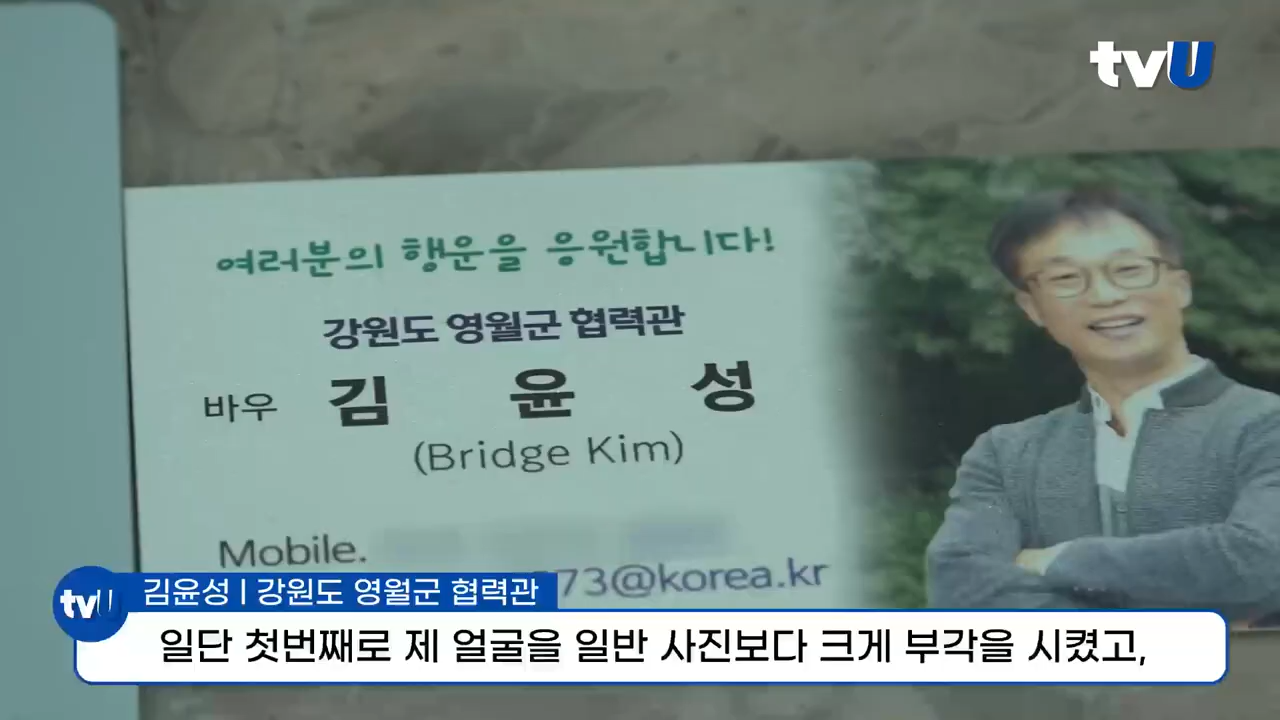 tvU
여러분의 행운을 응원합니다!
강원도 영월군 협력관
바우 김윤성
(Bridge Kim)
Mobile.
73@korea.kr
tvU
김윤성 | 강원도 영월군 협력관
일단 첫번째로 제 얼굴을 일반 사진보다 크게 부각을 시켰고,